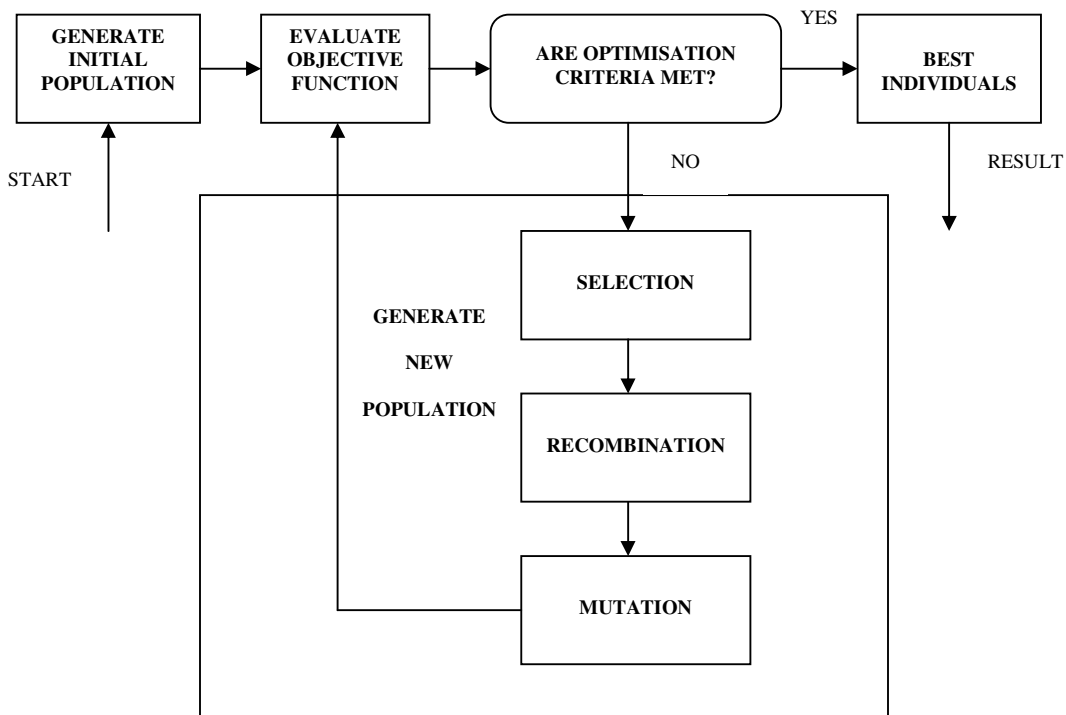 GENERATE
INITIAL
POPULATION
EVALUATE
OBJECTIVE
FUNCTION
ARE OPTIMISATION
CRITERIA MET?
YES
BEST
INDIVIDUALS
START
NO
RESULT
SELECTION
GENERATE
NEW
POPULATION
RECOMBINATION
MUTATION